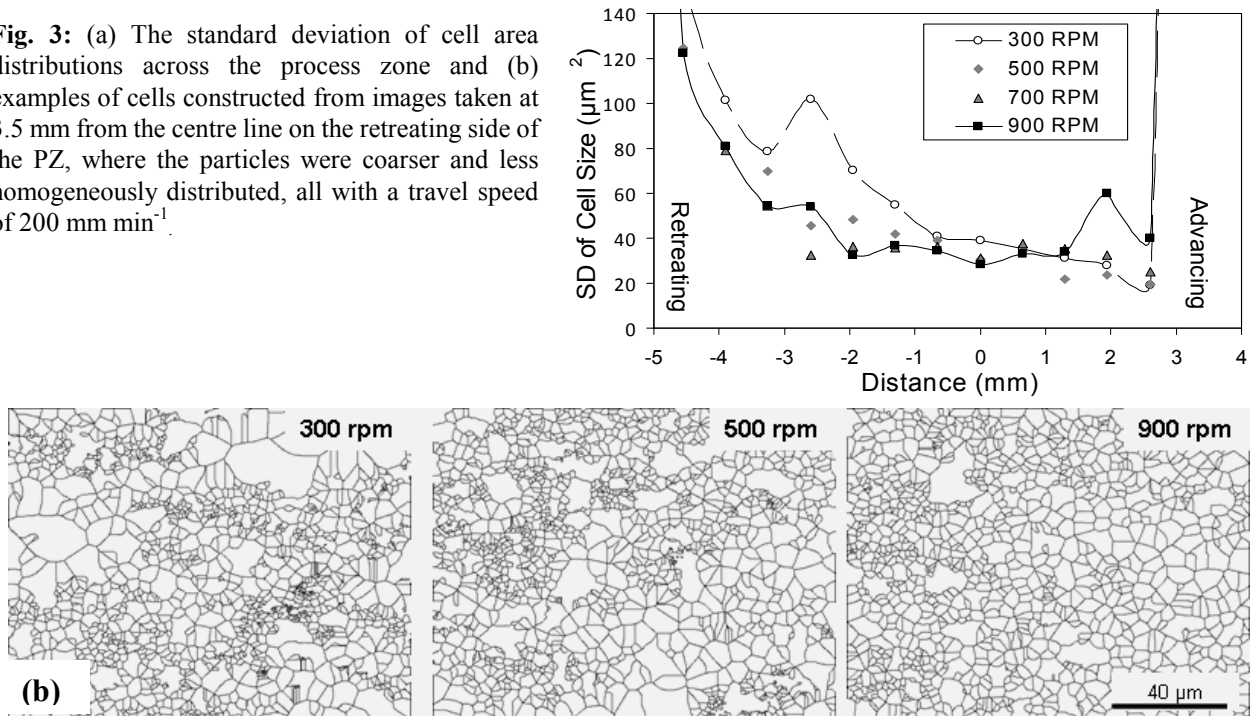 Fig. 3: (a) The standard deviation of cell area
distributions across the process zone and (b)
examples of cells constructed from images taken at
3.5 mm from the centre line on the retreating side of
the PZ, where the particles were coarser and less
homogeneously distributed, all with a travel speed
of 200 mm min-1.
140
120
100
80
60
40
20
0
SD of Cell Size (µm 2)
300 RPM
500 RPM
700 RPM
900 RPM
Retreating
Advancing
-5 -4 -3 -2 -1 0 1 2 3 4
Distance (mm)
300 rpm
500 rpm
900 rpm
(b)
40 µm